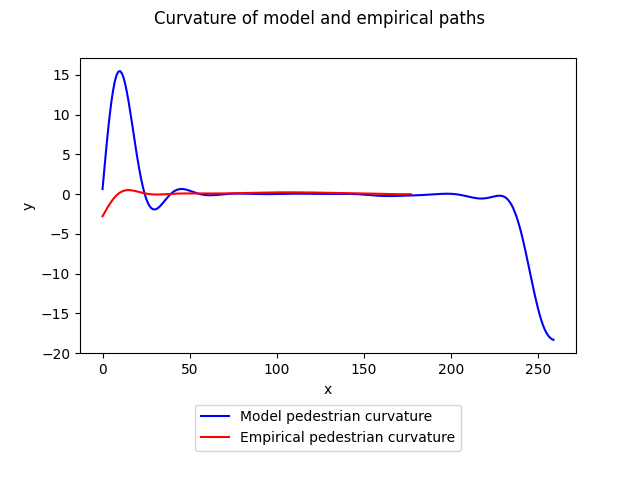 Curvature of model and empirical paths
15
10
5
0
−5
−10
−15
−20
y
0 50 100 150 200 250
x
Model pedestrian curvature
Empirical pedestrian curvature